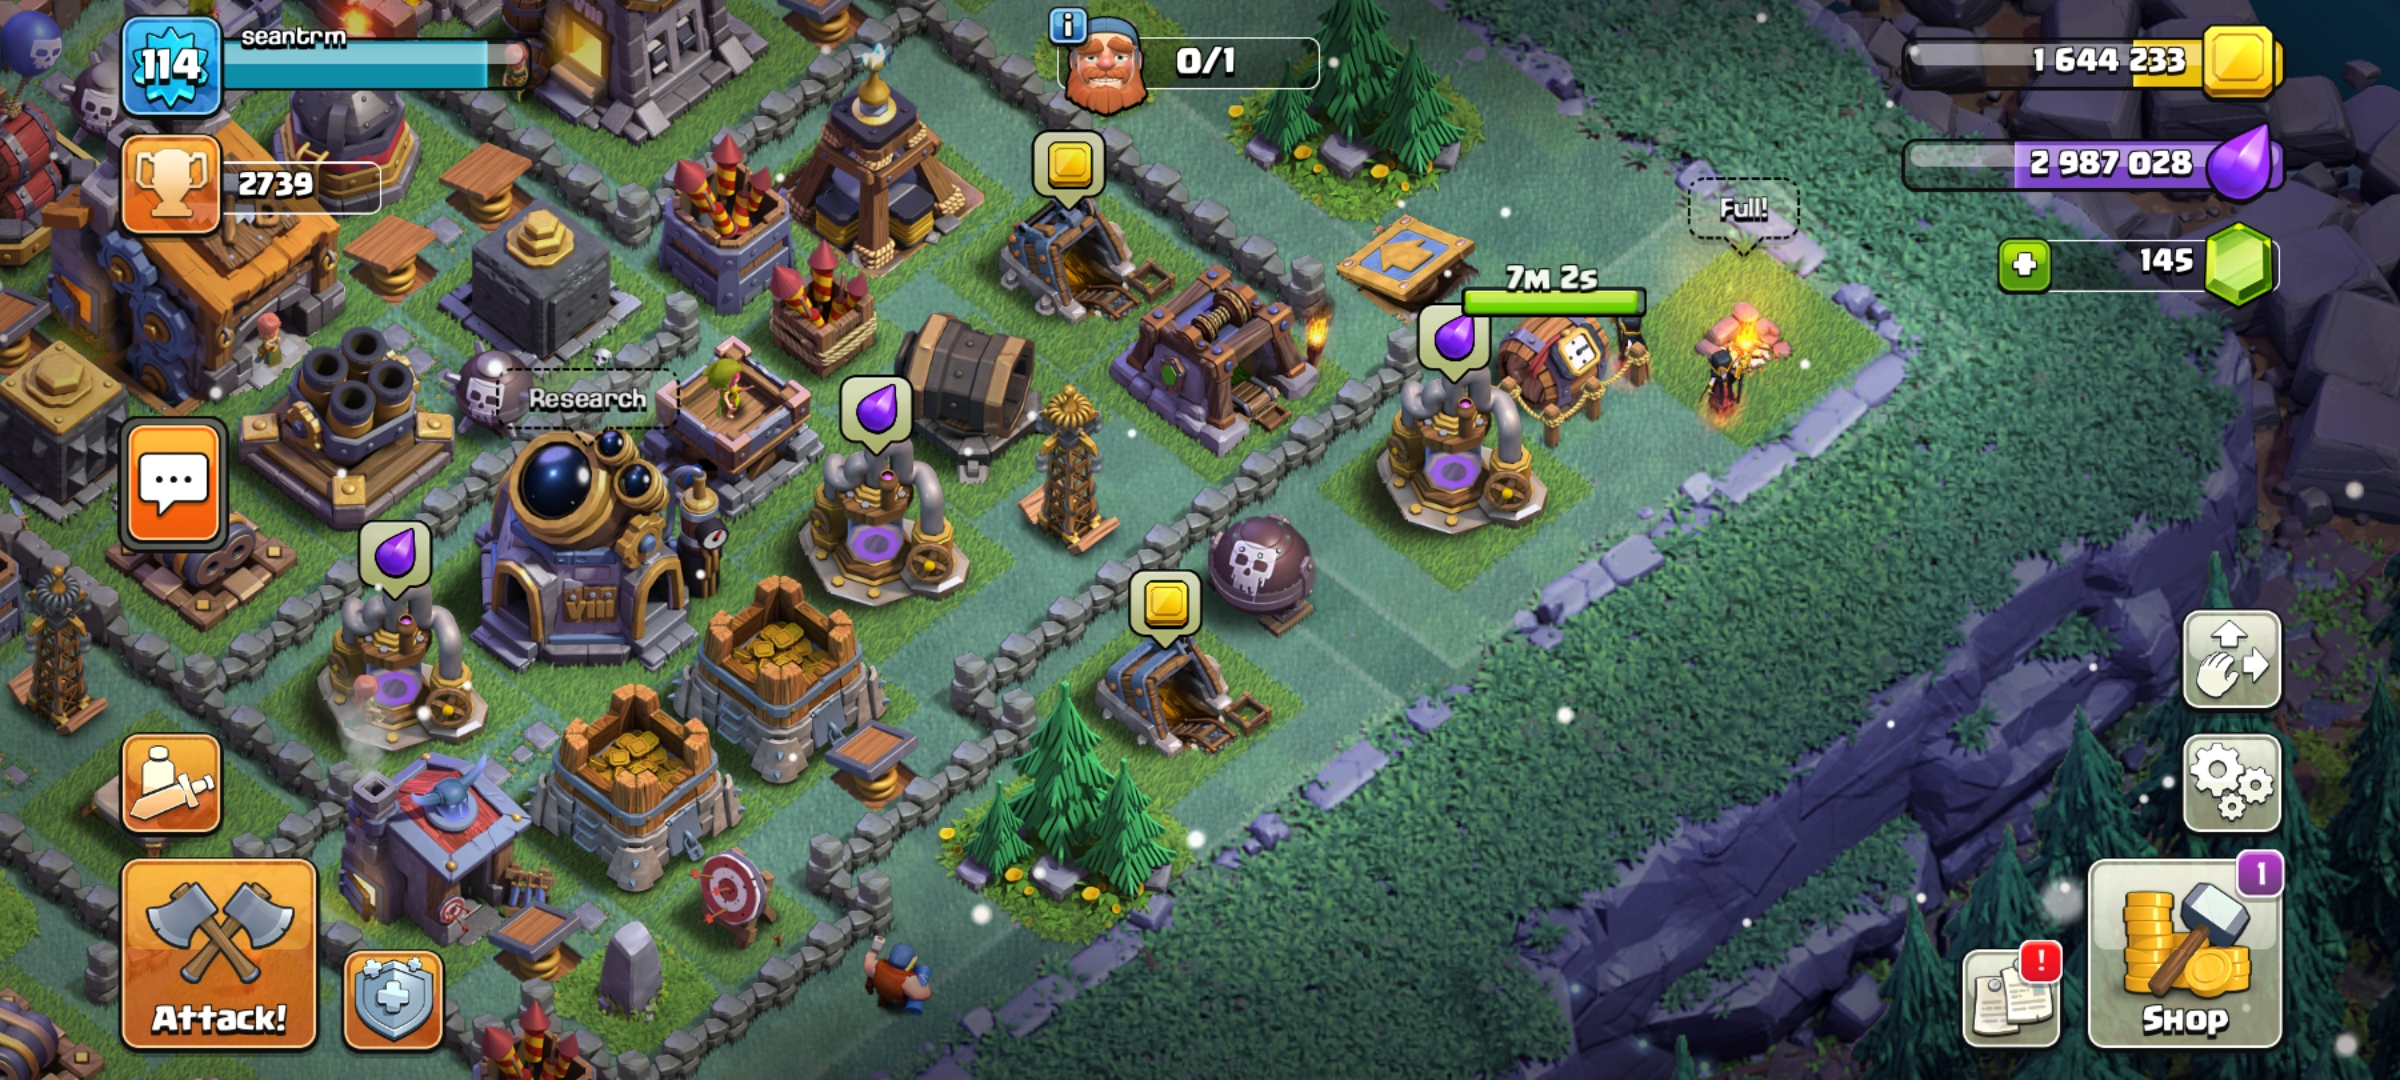 114
seantrm
i
0/1
1 644 233
2739
2 987 028
Full!
145
7M 2s
Research
VIII
VIII
1
!
Attack!
Shop